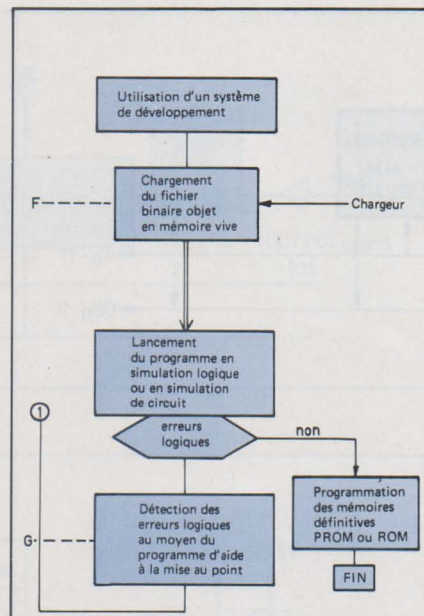 Utilisation d'un système
de développement
Chargement
du fichier
binaire objet
en mémoire vive
F
Chargeur
Lancement
du programme en
simulation logique
ou en simulation
de circuit
1
erreurs
logiques
non
Détection des
erreurs logiques
au moyen du
programme d'aide
à la mise au point
G
Programmation
des mémoires
définitives
PROM ou ROM
FIN